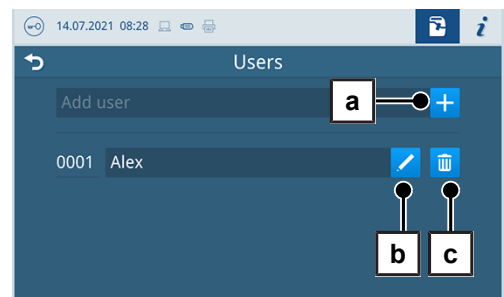 14.07.2021 08:28 i
Users
Add user a +
0001 Alex
b c